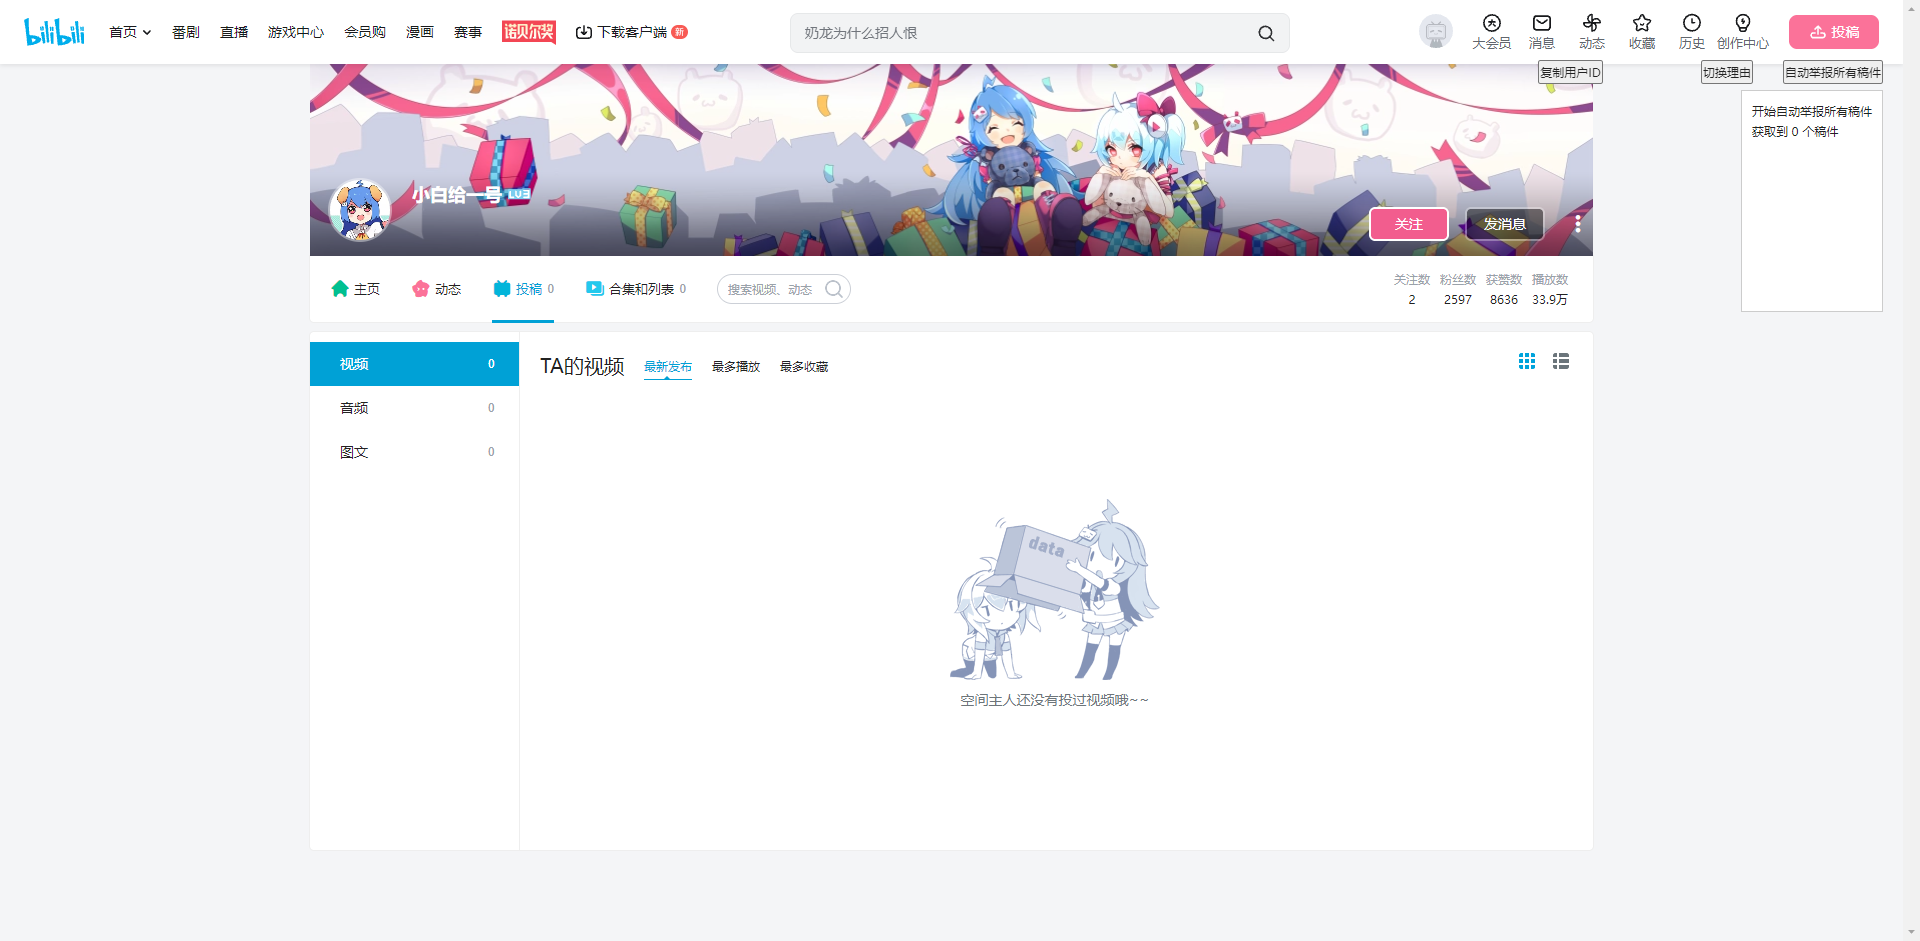 bilibili
首页
番剧
直播
游戏中心
会员购
漫画
赛事
诺贝尔奖
下载客户端 新
奶龙为什么招人恨
大会员
消息
动态
收藏
历史
创作中心
投稿
复制用户ID
切换理由
自动举报所有稿件
开始自动举报所有稿件
获取到 0 个稿件
小白给一号 LV3
关注
发消息
主页
动态
投稿 0
合集和列表 0
搜索视频、动态
关注数 粉丝数 获赞数 播放数
2 2597 8636 33.9万
视频 0
音频 0
图文 0
TA的视频
最新发布
最多播放
最多收藏
data
空间主人还没有投过视频哦~~